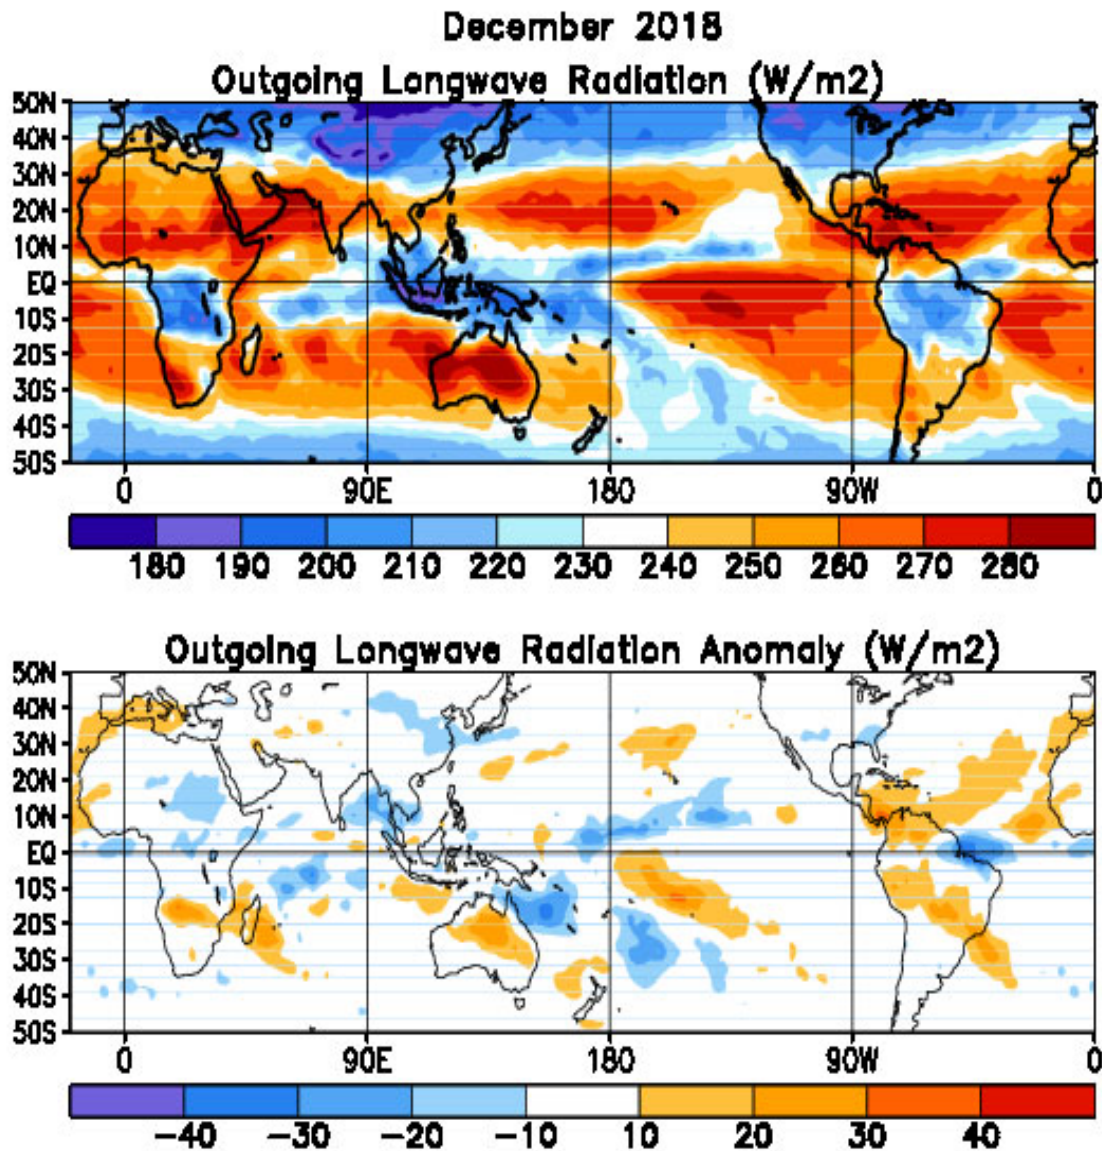 December 2018
Outgoing Longwave Radiation (W/m2)
50N
40N
30N
20N
10N
EQ
10S
20S
30S
40S
50S
0 90E 180 90W 0
180 190 200 210 220 230 240 250 260 270 280
Outgoing Longwave Radiation Anomaly (W/m2)
50N
40N
30N
20N
10N
EQ
10S
20S
30S
40S
50S
0 90E 180 90W 0
−40 −30 −20 −10 10 20 30 40